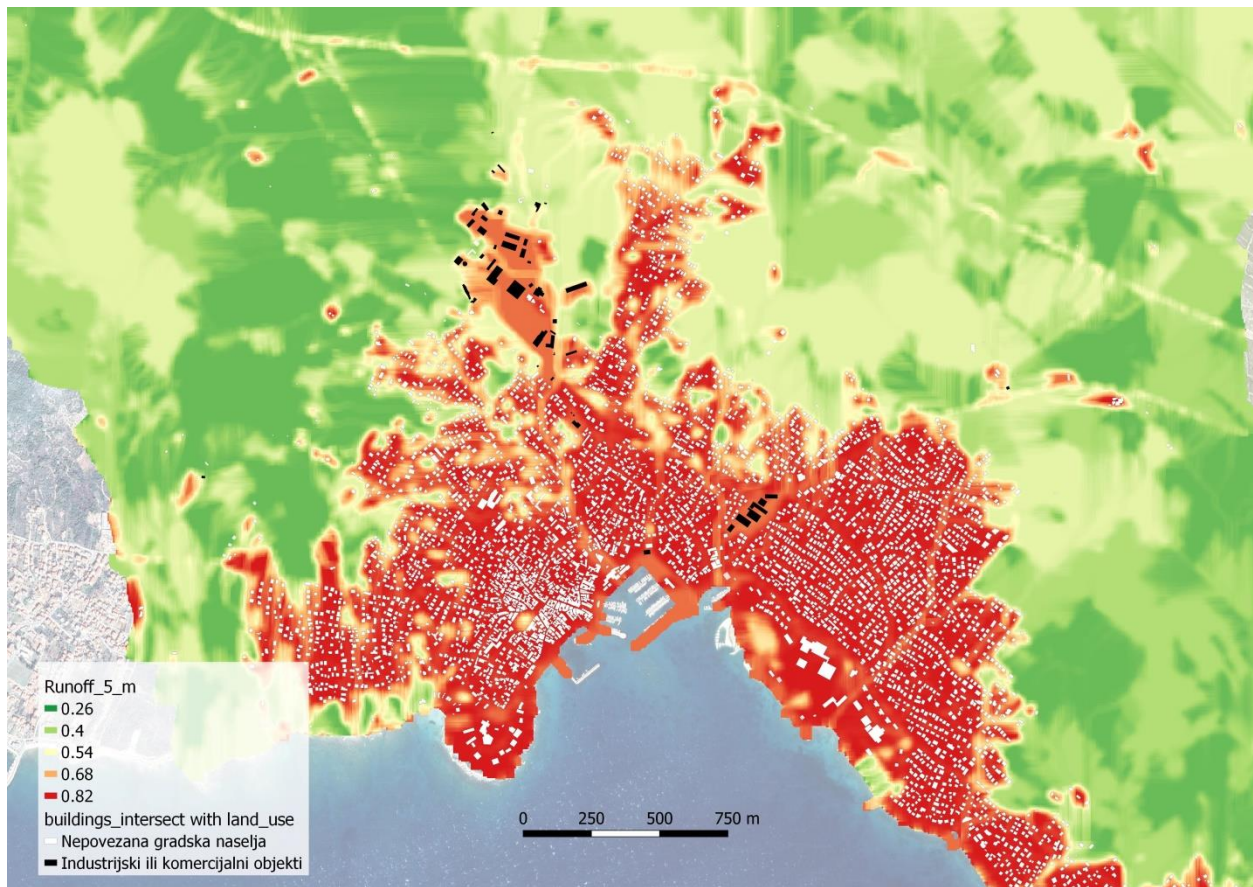 0
250
500
750 m
Runoff_5_m
0.26
0.4
0.54
0.68
0.82
buildings_intersect with land_use
Nepovezana gradska naselja
Industrijski ili komercijalni objekti